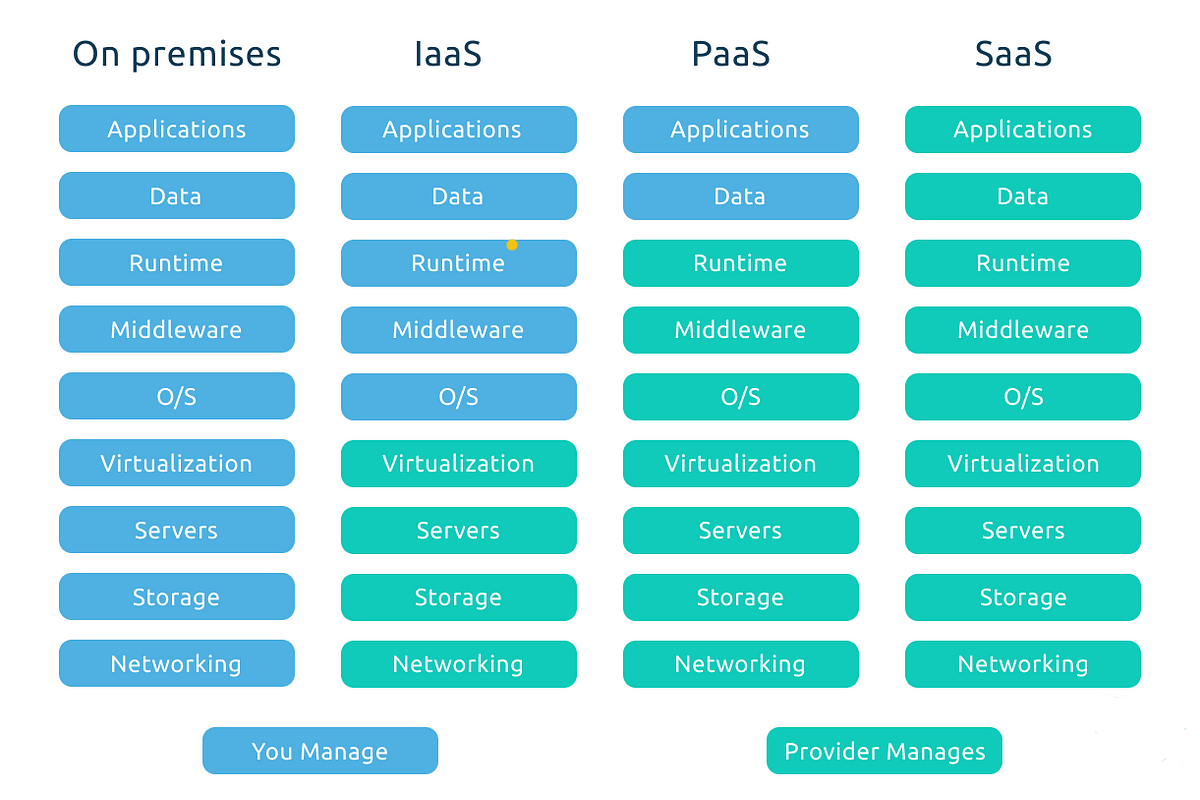 On premises
IaaS
PaaS
SaaS
Applications
Applications
Applications
Applications
Data
Data
Data
Data
Runtime
Runtime
Runtime
Runtime
Middleware
Middleware
Middleware
Middleware
O/S
O/S
O/S
O/S
Virtualization
Virtualization
Virtualization
Virtualization
Servers
Servers
Servers
Servers
Storage
Storage
Storage
Storage
Networking
Networking
Networking
Networking
You Manage
Provider Manages